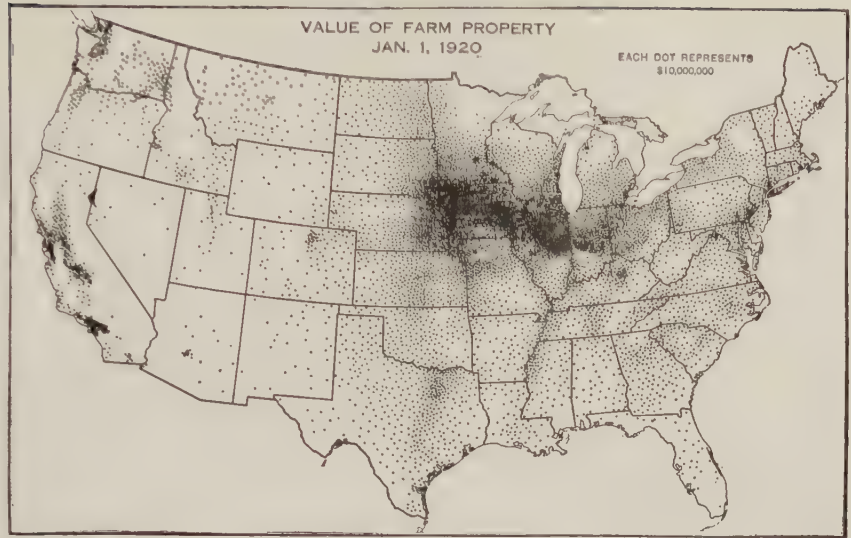 VALUE OF FARM PROPERTY
JAN. 1, 1920
EACH DOT REPRESENTS
$10,000,000